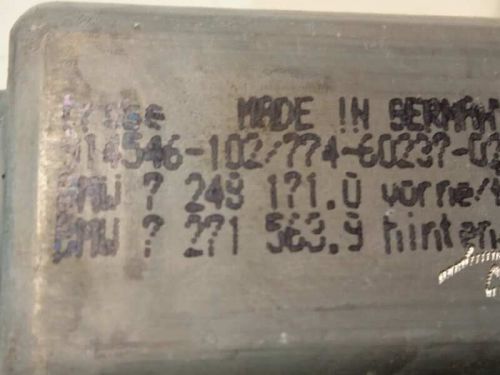 MADE IN GERMAN
014546-102/774-60237-02
BMW 7 249 171.0 vorne/
BMW 7 271 563.9 hinten